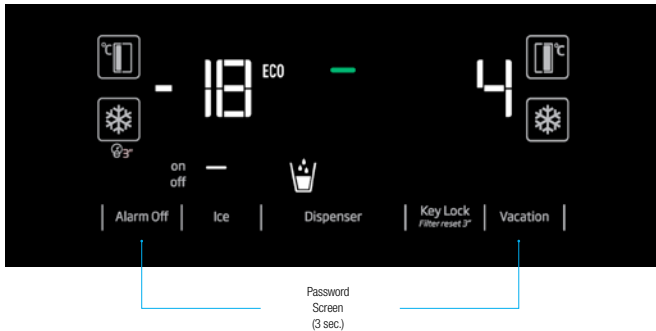 °C
-18
ECO
4
°C
3"
on
off
Alarm Off
Ice
Dispenser
Key Lock
Filter reset 3"
Vacation
Password
Screen
(3 sec.)